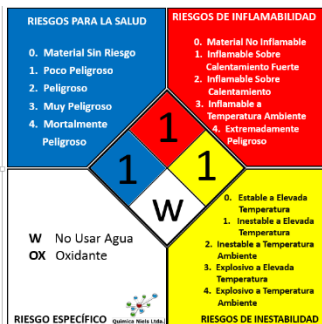 RIESGOS PARA LA SALUD
0. Material Sin Riesgo
1. Poco Peligroso
2. Peligroso
3. Muy Peligroso
4. Mortalmente
Peligroso
RIESGOS DE INFLAMABILIDAD
0. Material No Inflamable
1. Inflamable Sobre
Calentamiento Fuerte
2. Inflamable Sobre
Calentamiento
3. Inflamable a
Temperatura Ambiente
4. Extremadamente
Peligroso
1
1
1
W
W No Usar Agua
OX Oxidante
RIESGO ESPECÍFICO
Química Niels Ltda.
0. Estable a Elevada
Temperatura
1. Inestable a Elevada
Temperatura
2. Inestable a Temperatura
Ambiente
3. Explosivo a Elevada
Temperatura
4. Explosivo a Temperatura
Ambiente
RIESGOS DE INESTABILIDAD